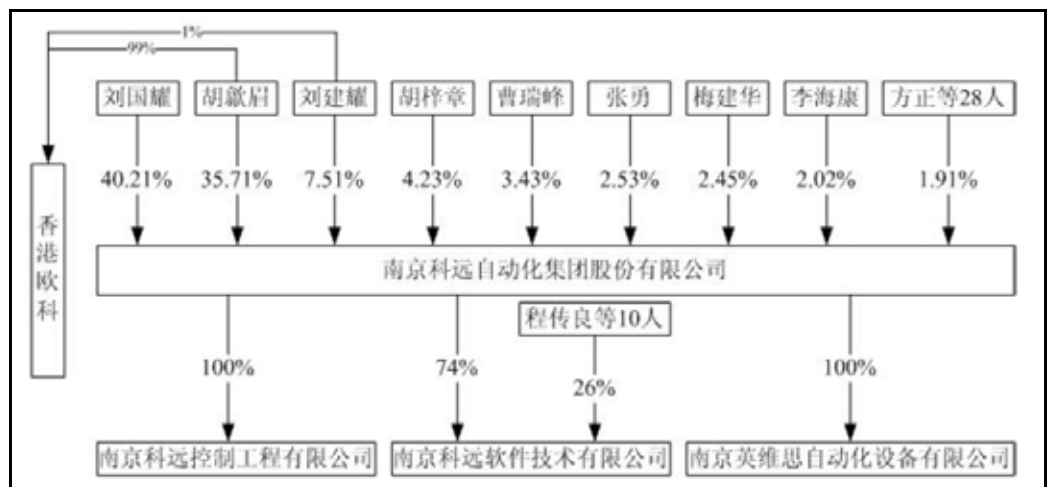 1%
99%
刘国耀
胡歙眉
刘建耀
胡梓章
曹瑞峰
张勇
梅建华
李海康
方正等28人
40.21%
35.71%
7.51%
4.23%
3.43%
2.53%
2.45%
2.02%
1.91%
香港欧科
南京科远自动化集团股份有限公司
程传良等10人
100%
74%
26%
100%
南京科远控制工程有限公司
南京科远软件技术有限公司
南京英维思自动化设备有限公司